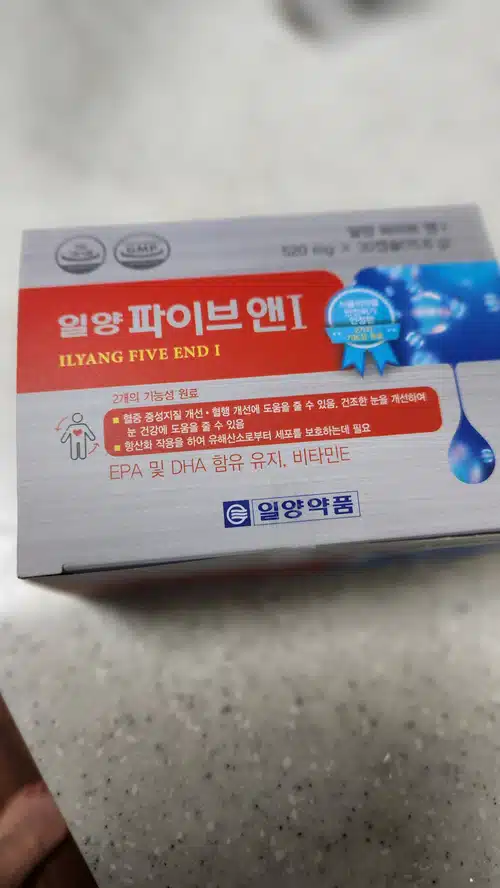 GMP
520 mg ×
일양 파이브 앤 I
ILYANG FIVE END I
2개의 기능성 원료
■ 혈중 중성지질 개선·혈행 개선에 도움을 줄 수 있음, 건조한 눈을 개선하여
눈 건강에 도움을 줄 수 있음
■ 항산화 작용을 하여 유해산소로부터 세포를 보호하는데 필요
EPA 및 DHA 함유 유지, 비타민E
일양약품